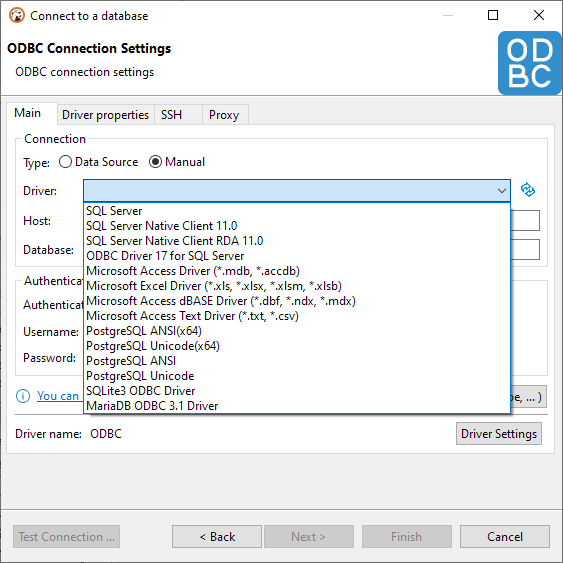 Connect to a database
ODBC Connection Settings
ODBC connection settings
OD
BC
Main Driver properties SSH Proxy
Connection
Type: Data Source Manual
Driver:
SQL Server
Host:
SQL Server Native Client 11.0
SQL Server Native Client RDA 11.0
Database:
ODBC Driver 17 for SQL Server
Microsoft Access Driver (*.mdb, *.accdb)
Authenticat
Microsoft Excel Driver (*.xls, *.xlsx, *.xlsm, *.xlsb)
Authentica
Microsoft Access dBASE Driver (*.dbf, *.ndx, *.mdx)
Microsoft Access Text Driver (*.txt, *.csv)
Username:
PostgreSQL ANSI(x64)
PostgreSQL Unicode(x64)
Password:
PostgreSQL ANSI
PostgreSQL Unicode
SQLite3 ODBC Driver
You can
pe, ... )
MariaDB ODBC 3.1 Driver
Driver name: ODBC
Driver Settings
Test Connection ... < Back Next > Finish Cancel